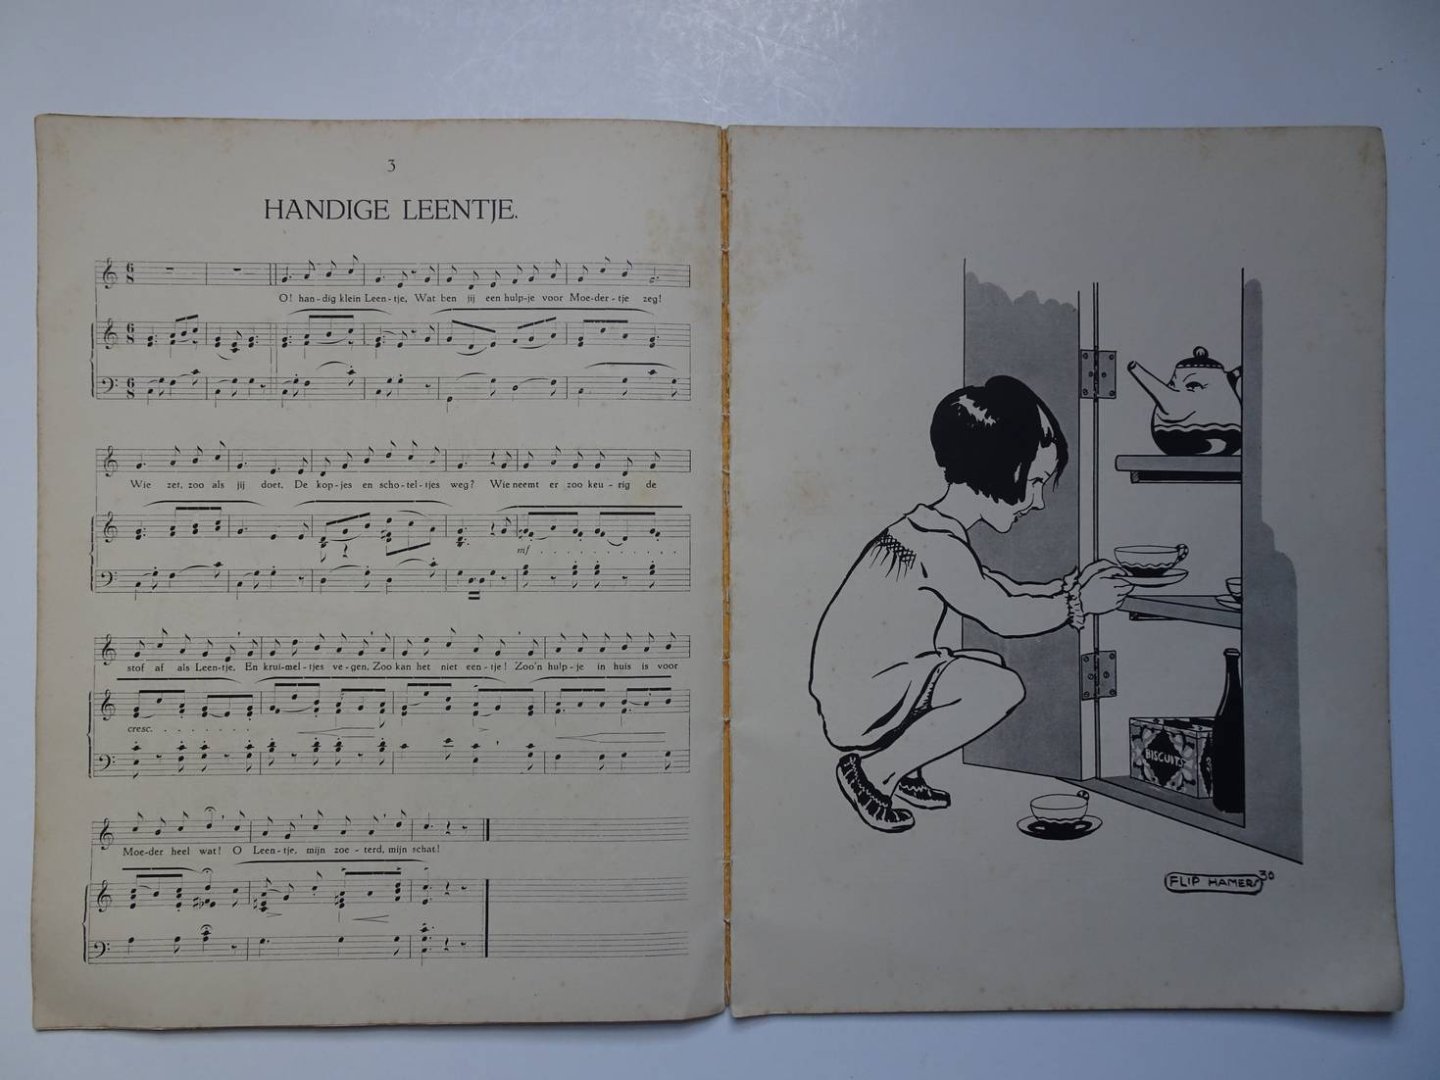 3
HANDIGE LEENTJE.
O! han-dig klein Leen-tje, Wat ben jij een hulp-je voor Moe-der-tje zeg!
Wie zet, zoo als jij doet, De kop-jes en scho-tel-tjes weg? Wie neemt er zoo keu-rig de
mf
stof af als Leen-tje, En krui-mel-tjes ve-gen, Zoo kan het niet een-tje! Zoo'n hulp-je in huis is voor
cresc.
Moe-der heel wat! O Leen-tje, mijn zoe-terd, mijn schat!
BISCUITS
FLIP HAMERS 30